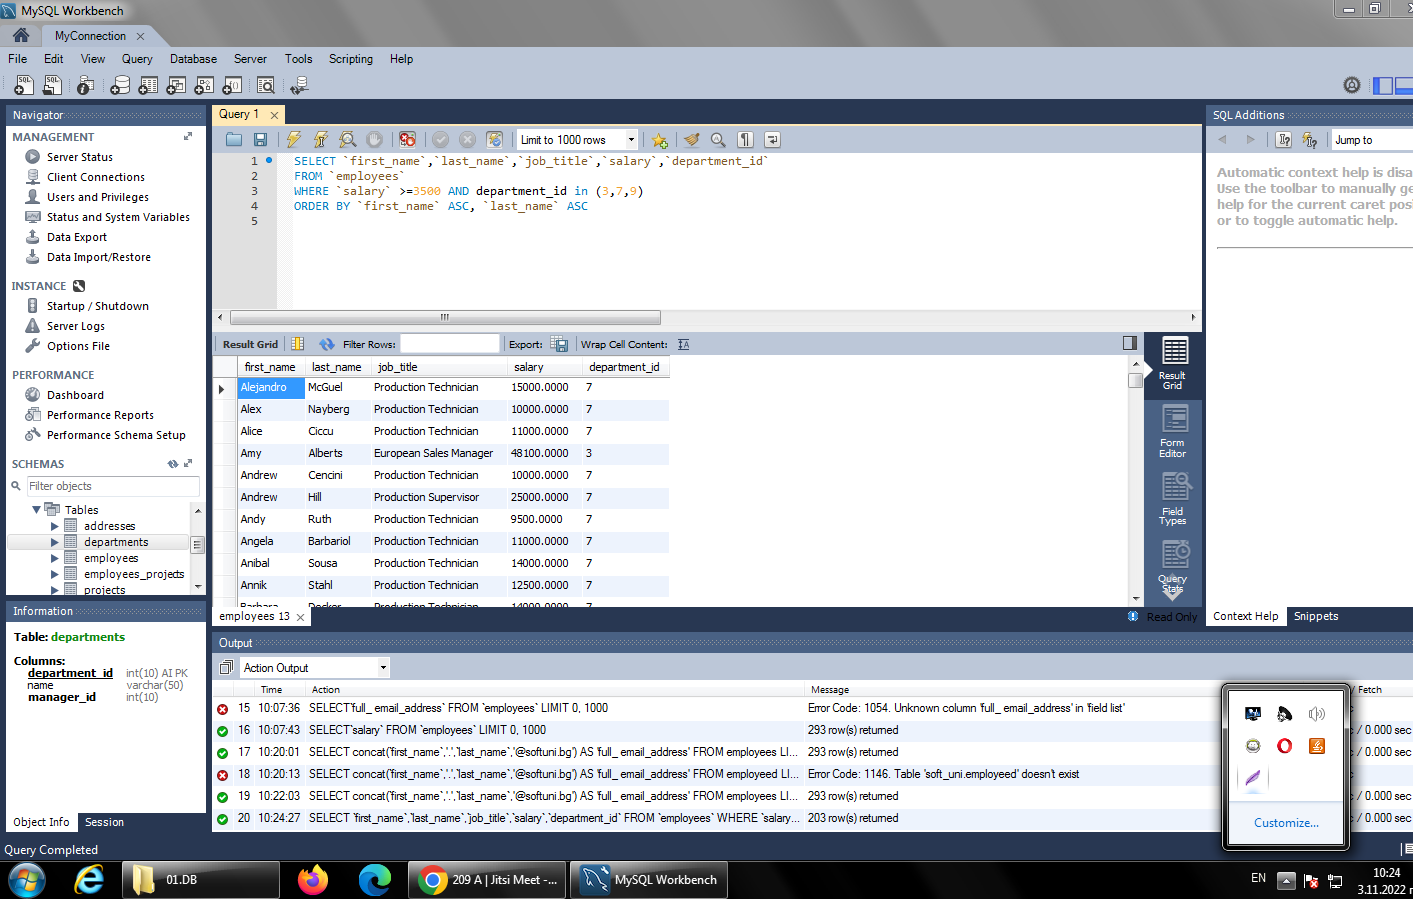 MySQL Workbench
MyConnection
File Edit View Query Database Server Tools Scripting Help
Navigator
MANAGEMENT
Server Status
Client Connections
Users and Privileges
Status and System Variables
Data Export
Data Import/Restore
INSTANCE
Startup / Shutdown
Server Logs
Options File
PERFORMANCE
Dashboard
Performance Reports
Performance Schema Setup
SCHEMAS
Filter objects
Tables
addresses
departments
employees
employees_projects
projects
Information
Table: departments
Columns:
department_id int(10) AI PK
name varchar(50)
manager_id int(10)
Object Info Session
Query Completed
Query 1
Limit to 1000 rows
1 SELECT `first_name`,`last_name`,`job_title`,`salary`,`department_id`
2 FROM `employees`
3 WHERE `salary` >=3500 AND department_id in (3,7,9)
4 ORDER BY `first_name` ASC, `last_name` ASC
5
Result Grid Filter Rows: Export: Wrap Cell Content:
first_name last_name job_title salary department_id
Alejandro McGuel Production Technician 15000.0000 7
Alex Nayberg Production Technician 10000.0000 7
Alice Ciccu Production Technician 11000.0000 7
Amy Alberts European Sales Manager 48100.0000 3
Andrew Cencini Production Technician 10000.0000 7
Andrew Hill Production Supervisor 25000.0000 7
Andy Ruth Production Technician 9500.0000 7
Angela Barbariol Production Technician 11000.0000 7
Anibal Sousa Production Technician 14000.0000 7
Annik Stahl Production Technician 12500.0000 7
Barbara Decker Production Technician 14000.0000 7
Result
Grid
Form
Editor
Field
Types
Query
Stats
employees 13
Read Only
SQL Additions
Jump to
Automatic context help is disa
Use the toolbar to manually ge
help for the current caret posi
or to toggle automatic help.
Context Help Snippets
Output
Action Output
Time Action Message / Fetch
15 10:07:36 SELECT`full_ email_address` FROM `employees` LIMIT 0, 1000 Error Code: 1054. Unknown column 'full_ email_address' in 'field list'
16 10:07:43 SELECT`salary` FROM `employees` LIMIT 0, 1000 293 row(s) returned / 0.000 sec
17 10:20:01 SELECT concat(`first_name`,'.',`last_name`,'@softuni.bg') AS 'full_ email_address' FROM employees LI... 293 row(s) returned / 0.000 sec
18 10:20:13 SELECT concat(`first_name`,'.',`last_name`,'@softuni.bg') AS 'full_ email_address' FROM employeed LI... Error Code: 1146. Table 'soft_uni.employeed' doesn't exist
19 10:22:03 SELECT concat(`first_name`,'.',`last_name`,'@softuni.bg') AS 'full_ email_address' FROM employees LI... 293 row(s) returned / 0.000 sec
20 10:24:27 SELECT `first_name`,`last_name`,`job_title`,`salary`,`department_id` FROM `employees` WHERE `salary... 203 row(s) returned c / 0.000 sec
Customize...
01.DB
209 A | Jitsi Meet -...
MySQL Workbench
EN
10:24
3.11.2022 г